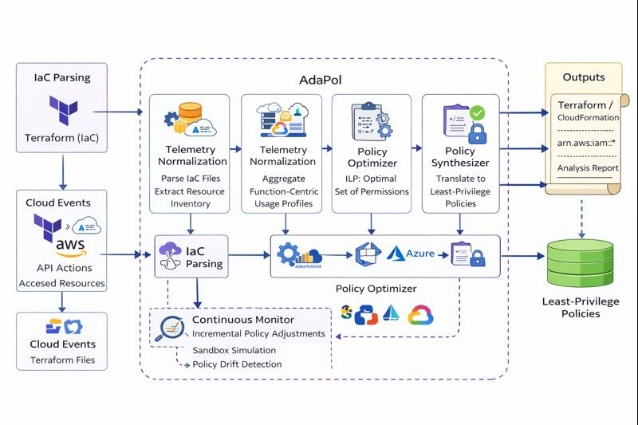 IaC Parsing
Terraform (IaC)
Cloud Events
aws
API Actions
Accesed Resources
Cloud Events
Terraform Files
AdaPol
Telemetry
Normalization
Parse IaC Files
Extract Resource
Inventory
Telemetry
Normalization
Aggregate
Function-Centric
Usage Profiles
Policy
Optimizer
ILP: Optimal
Set of Permissions
Policy
Synthesizer
Translate to
Least-Privilege
Policies
IaC
Parsing
Azure
Policy Optimizer
Continuous Monitor
Incremental Policy Adjustments
Sandbox Simulation
Policy Drift Detection
Outputs
Terraform /
CloudFormation
arn.aws:iam::*
Analysis Report
Least-Privilege
Policies